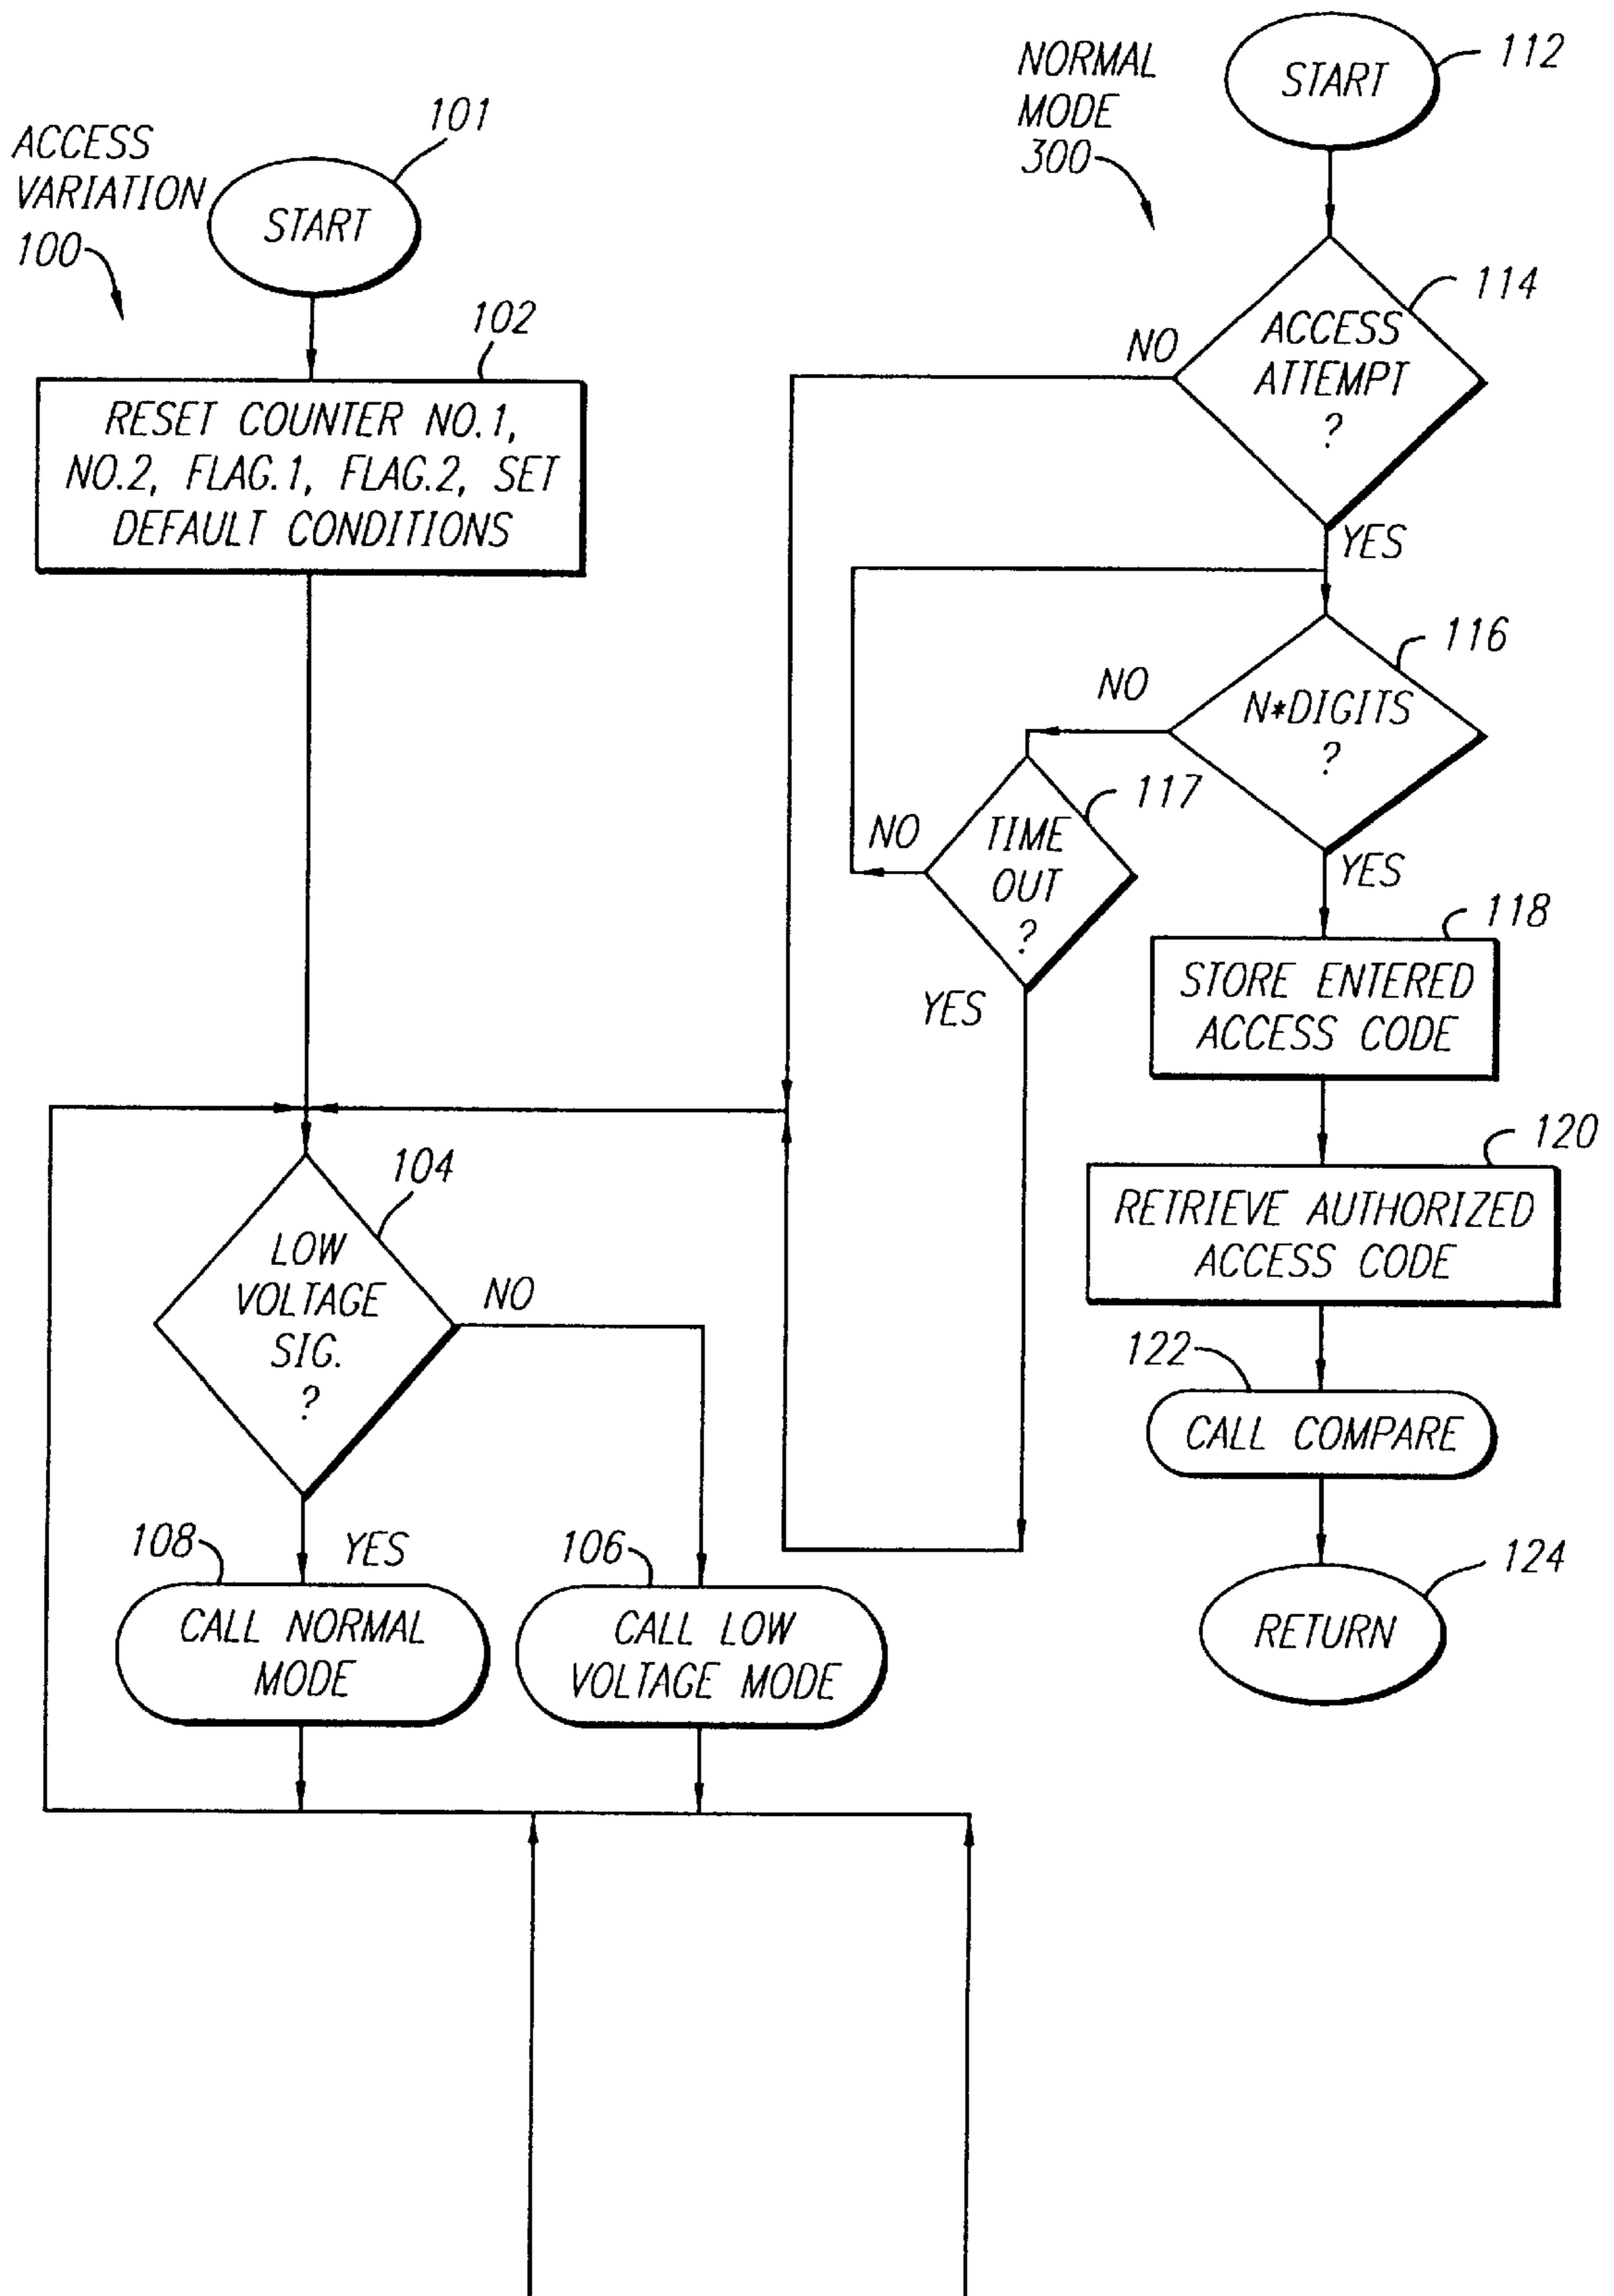 ACCESS
VARIATION
100
101
START
102
RESET COUNTER NO.1,
NO.2, FLAG.1, FLAG.2, SET
DEFAULT CONDITIONS
104
LOW
VOLTAGE
SIG.
?
NO
YES
108
CALL NORMAL
MODE
106
CALL LOW
VOLTAGE MODE
NORMAL
MODE
300
112
START
114
ACCESS
ATTEMPT
?
NO
YES
116
N*DIGITS
?
NO
YES
117
TIME
OUT
?
NO
YES
118
STORE ENTERED
ACCESS CODE
120
RETRIEVE AUTHORIZED
ACCESS CODE
122
CALL COMPARE
124
RETURN